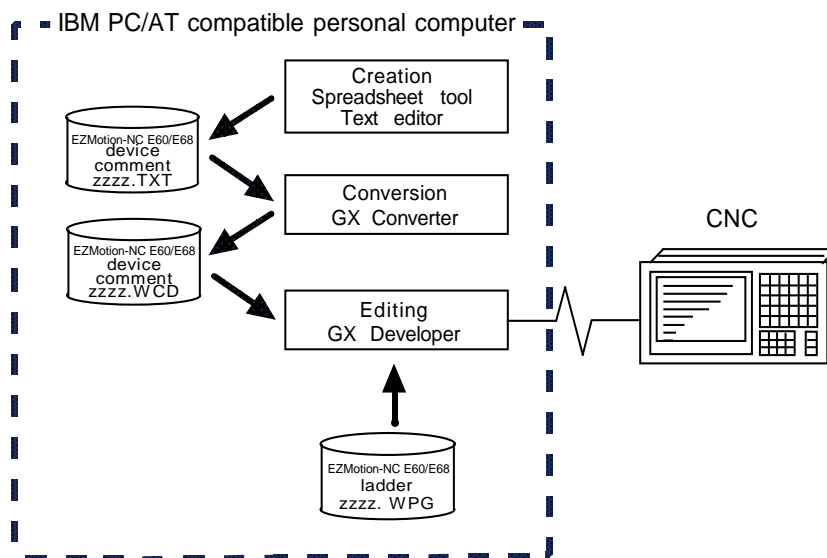 IBM PC/AT compatible personal computer
Creation
Spreadsheet tool
Text editor
EZMotion-NC E60/E68
device
comment
zzzz.TXT
Conversion
GX Converter
CNC
EZMotion-NC E60/E68
device
comment
zzzz.WCD
Editing
GX Developer
EZMotion-NC E60/E68
ladder
zzzz. WPG